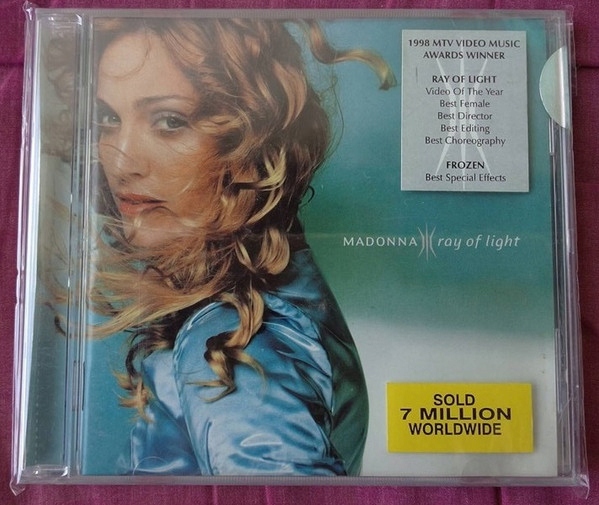 1998 MTV VIDEO MUSIC
AWARDS WINNER
RAY OF LIGHT
Video Of The Year
Best Female
Best Director
Best Editing
Best Choreography
FROZEN
Best Special Effects
MADONNA ray of light
SOLD
7 MILLION
WORLDWIDE